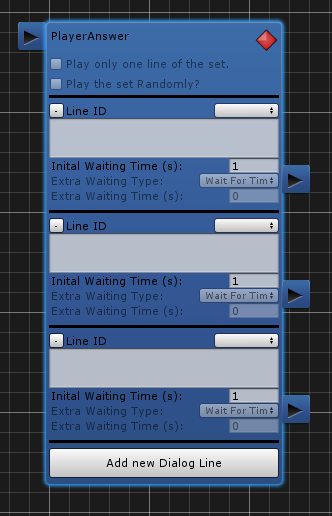 PlayerAnswer
Play only one line of the set.
Play the set Randomly?
- Line ID
Inital Waiting Time (s): 1
Extra Waiting Type: Wait For Tim
Extra Waiting (s): 0
- Line ID
Inital Waiting Time (s): 1
Extra Waiting Type: Wait For Tim
Extra Waiting (s): 0
- Line ID
Inital Waiting Time (s): 1
Extra Waiting Type: Wait For Tim
Extra Waiting (s): 0
Add new Dialog Line